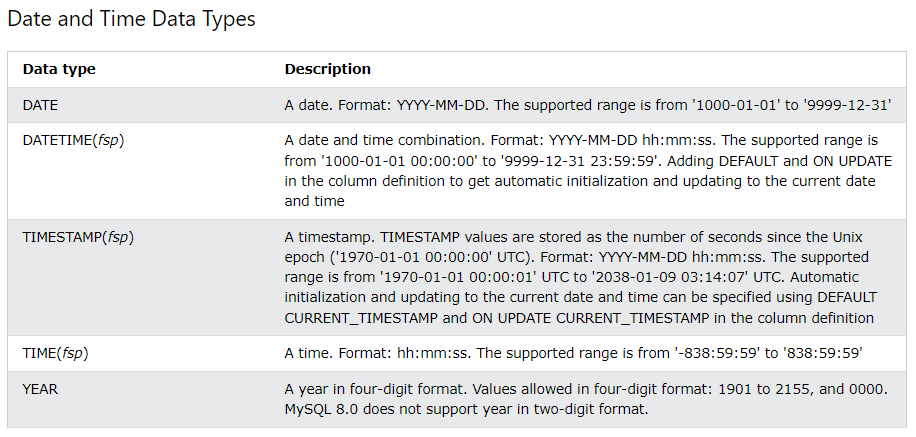 Date and Time Data Types
Data type Description
DATE A date. Format: YYYY-MM-DD. The supported range is from '1000-01-01' to '9999-12-31'
DATETIME(fsp) A date and time combination. Format: YYYY-MM-DD hh:mm:ss. The supported range is
from '1000-01-01 00:00:00' to '9999-12-31 23:59:59'. Adding DEFAULT and ON UPDATE
in the column definition to get automatic initialization and updating to the current date
and time
TIMESTAMP(fsp) A timestamp. TIMESTAMP values are stored as the number of seconds since the Unix
epoch ('1970-01-01 00:00:00' UTC). Format: YYYY-MM-DD hh:mm:ss. The supported
range is from '1970-01-01 00:00:01' UTC to '2038-01-09 03:14:07' UTC. Automatic
initialization and updating to the current date and time can be specified using DEFAULT
CURRENT_TIMESTAMP and ON UPDATE CURRENT_TIMESTAMP in the column definition
TIME(fsp) A time. Format: hh:mm:ss. The supported range is from '-838:59:59' to '838:59:59'
YEAR A year in four-digit format. Values allowed in four-digit format: 1901 to 2155, and 0000.
MySQL 8.0 does not support year in two-digit format.